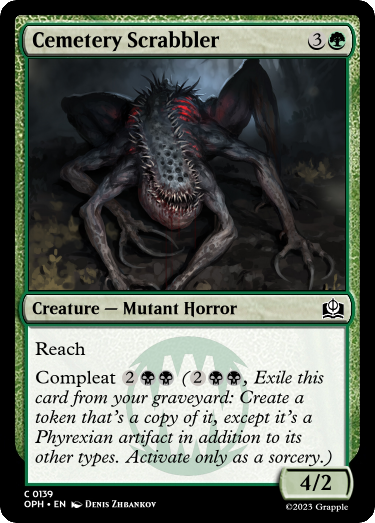 Cemetery Scrabbler 3
Creature — Mutant Horror
Reach
Compleat 2 (2, Exile this
card from your graveyard: Create a
token that's a copy of it, except it's a
Phyrexian artifact in addition to its
other types. Activate only as a sorcery.)
4/2
C 0139
OPH • EN Denis Zhbankov
©2023 Grapple